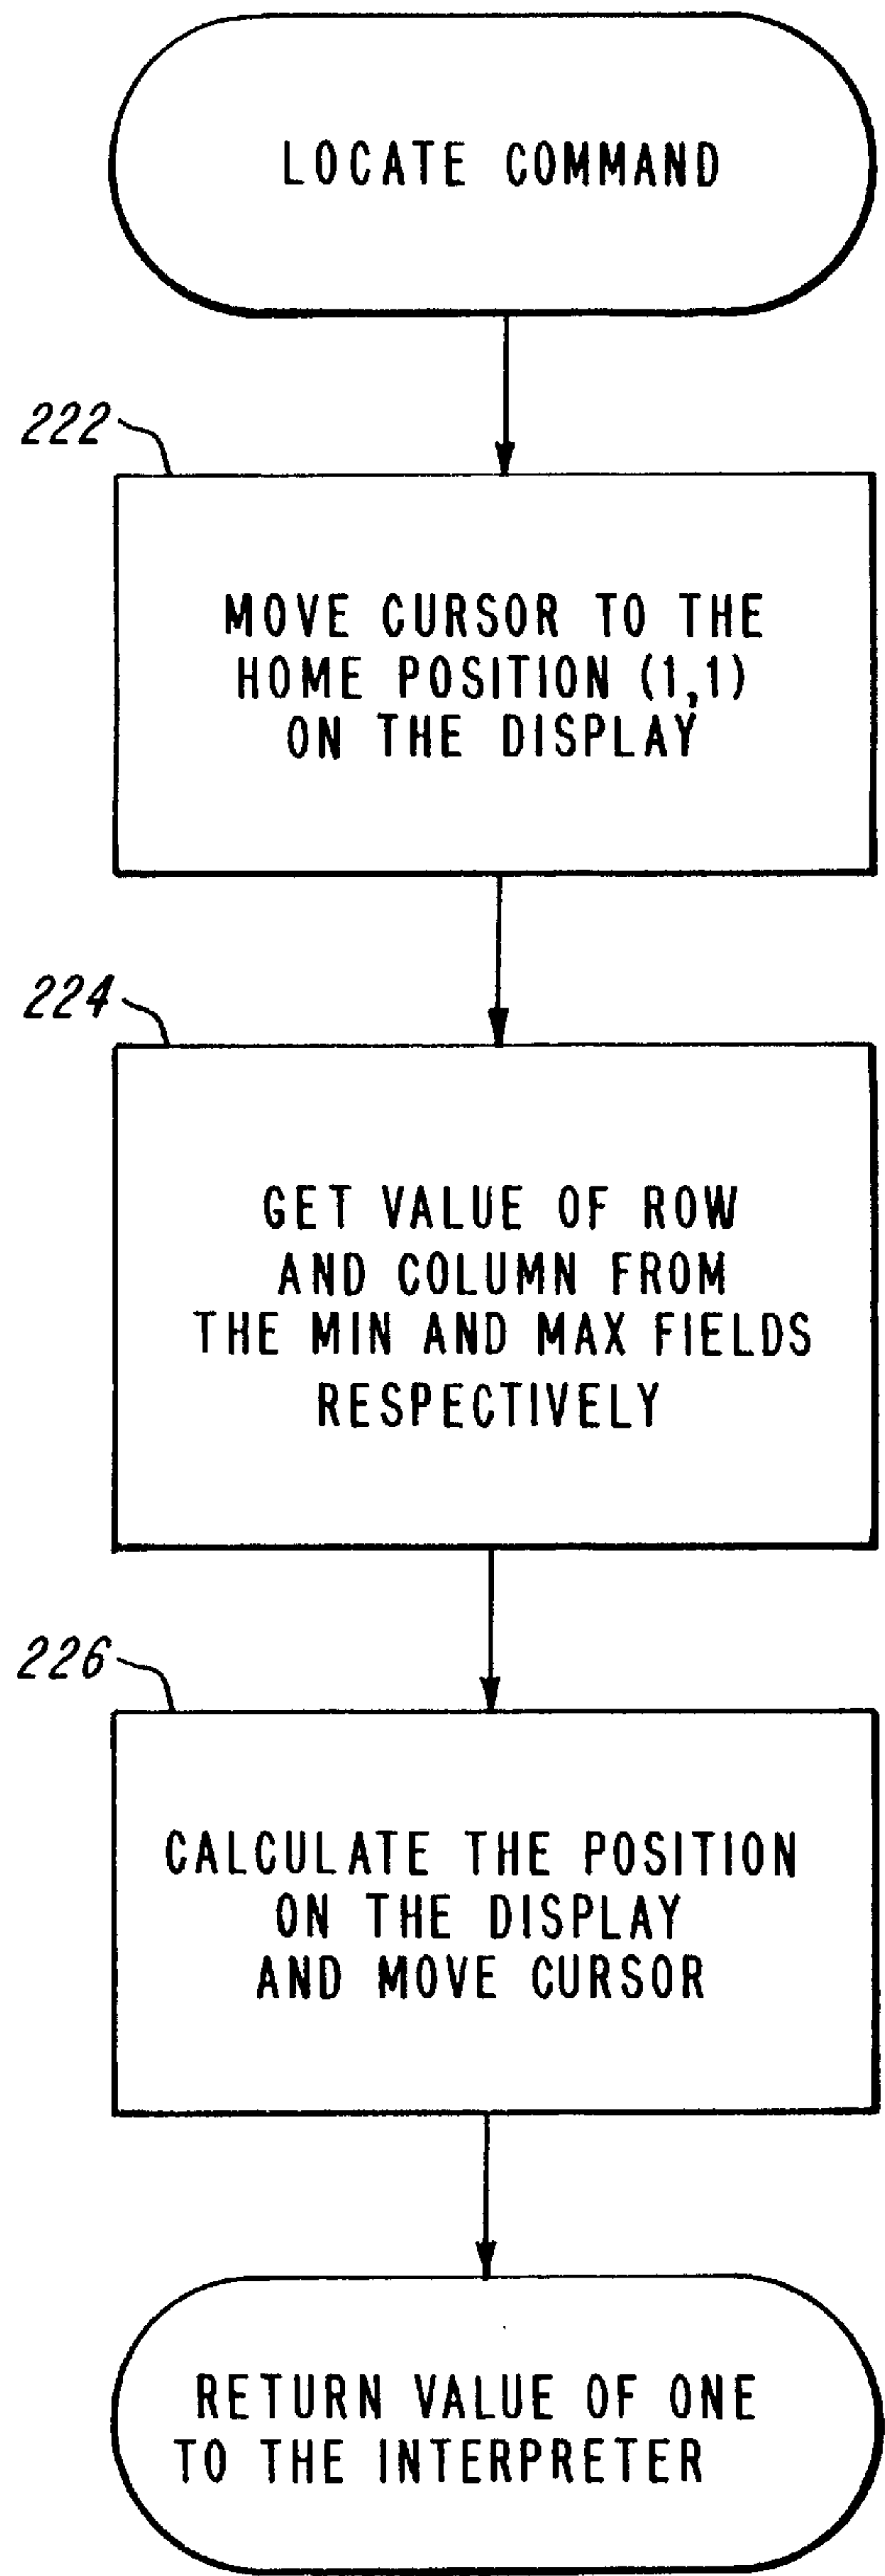 LOCATE COMMAND
222
MOVE CURSOR TO THE
HOME POSITION (1,1)
ON THE DISPLAY
224
GET VALUE OF ROW
AND COLUMN FROM
THE MIN AND MAX FIELDS
RESPECTIVELY
226
CALCULATE THE POSITION
ON THE DISPLAY
AND MOVE CURSOR
RETURN VALUE OF ONE
TO THE INTERPRETER